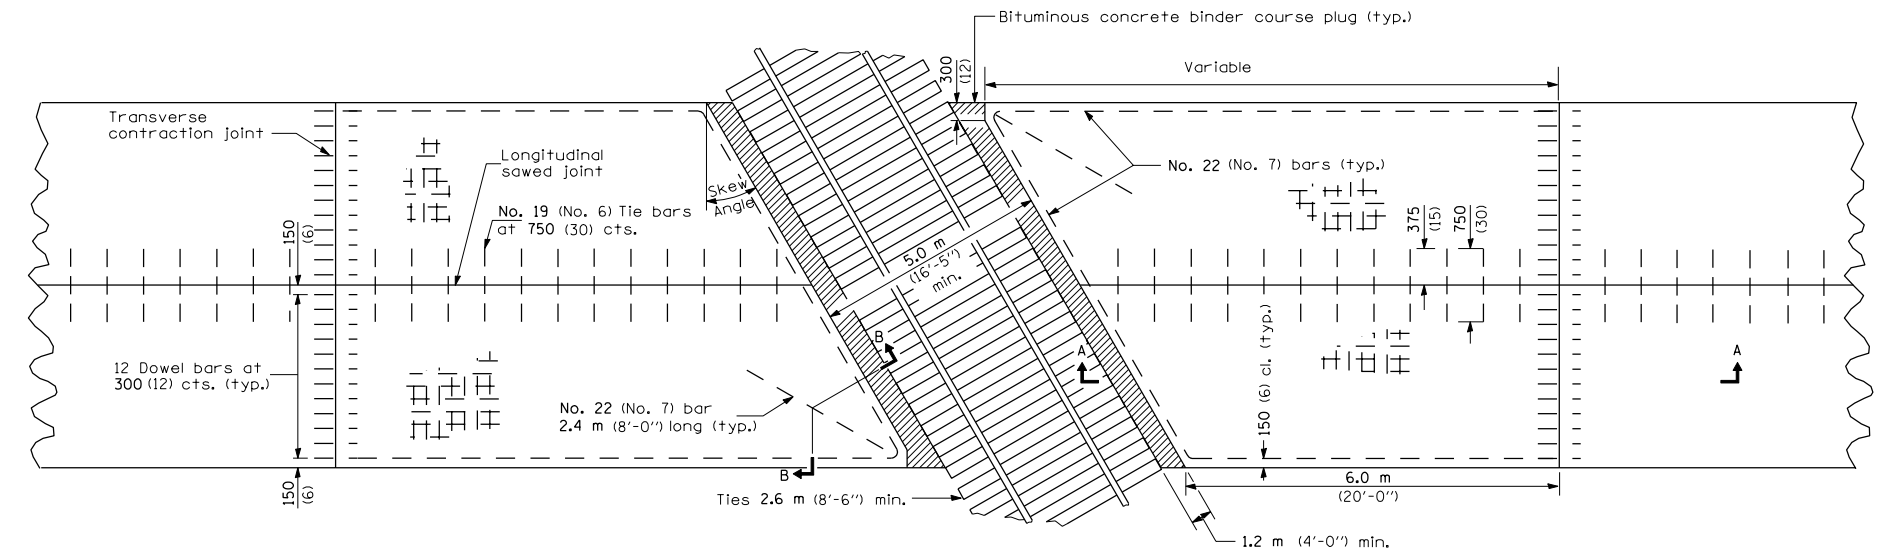 Bituminous concrete binder course plug (typ.)
300
(12)
Variable
Transverse
contraction joint
Longitudinal
sawed joint
Skew
Angle
No. 22 (No. 7) bars (typ.)
No. 19 (No. 6) Tie bars
at 750 (30) cts.
150
(6)
375
(15)
750
(30)
5.0 m
(16'-5")
min.
12 Dowel bars at
300 (12) cts. (typ.)
B
A
A
150 (6) cl. (typ.)
No. 22 (No. 7) bar
2.4 m (8'-0") long (typ.)
B
150
(6)
Ties 2.6 m (8'-6") min.
6.0 m
(20'-0")
1.2 m (4'-0") min.